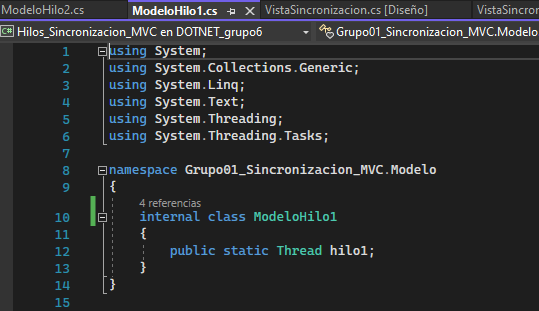 ModeloHilo2.cs
ModeloHilo1.cs
VistaSincronizacion.cs [Diseño]
VistaSincron
C# Hilos_Sincronizacion_MVC en DOTNET_grupo6
Grupo01_Sincronizacion_MVC.Modelo
1 using System;
2 using System.Collections.Generic;
3 using System.Linq;
4 using System.Text;
5 using System.Threading;
6 using System.Threading.Tasks;
7
8 namespace Grupo01_Sincronizacion_MVC.Modelo
9 {
4 referencias
10 internal class ModeloHilo1
11 {
12 public static Thread hilo1;
13 }
14 }
15